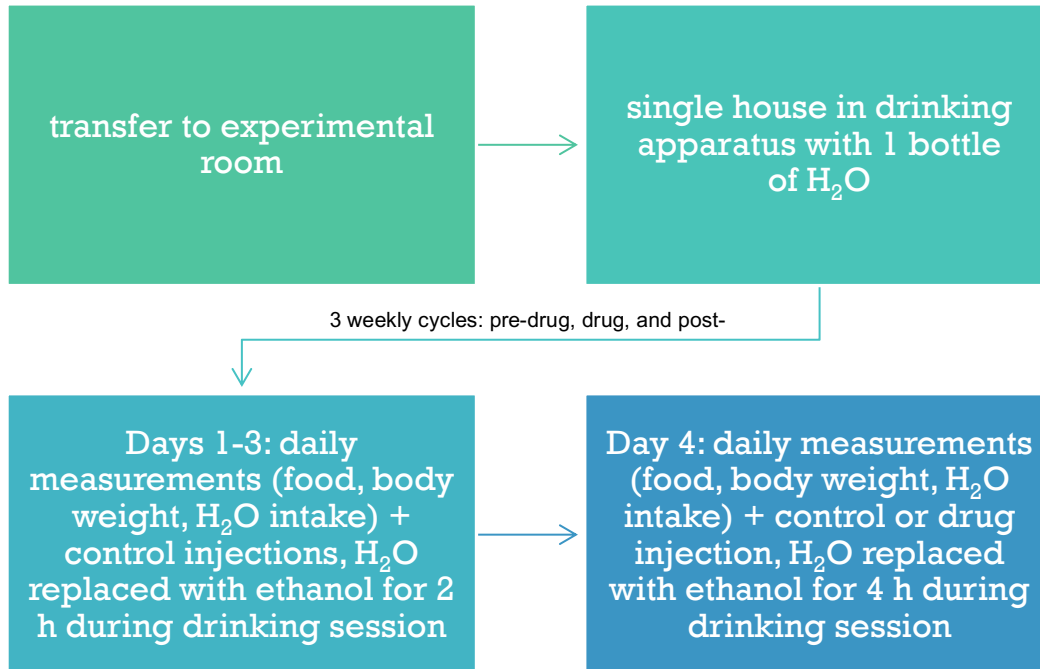 transfer to experimental
room
single house in drinking
apparatus with 1 bottle
of H₂O
3 weekly cycles: pre-drug, drug, and post-
Days 1-3: daily
measurements (food, body
weight, H₂O intake) +
control injections, H₂O
replaced with ethanol for 2
h during drinking session
Day 4: daily measurements
(food, body weight, H₂O
intake) + control or drug
injection, H₂O replaced
with ethanol for 4 h during
drinking session